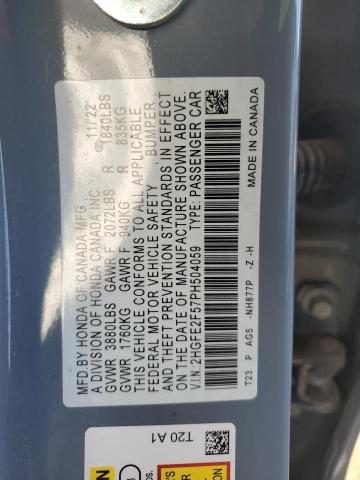 MFD.BY HONDA OF CANADA MFG. 11/22
A DIVISION OF HONDA CANADA INC.
GVWR 3880LBS GAWR F 2072LBS R 1840LBS
GVWR 1760KG GAWR F 940KG R 835KG
THIS VEHICLE CONFORMS TO ALL APPLICABLE
FEDERAL MOTOR VEHICLE SAFETY BUMPER
AND THEFT PREVENTION STANDARDS IN EFFECT
ON THE DATE OF MANUFACTURE SHOWN ABOVE.
V.I.N: 2HGFE2F57PH504059 TYPE: PASSENGER CAR
T23 P AG5 -NH877P -Z -H
MADE IN CANADA
T20 A1